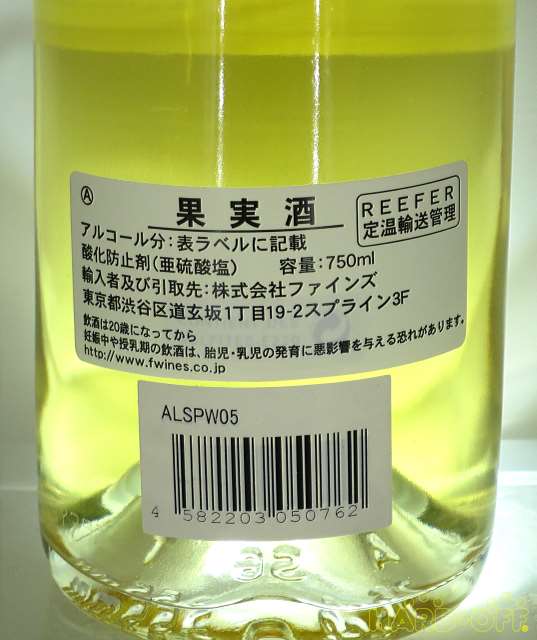 Ⓐ
果実酒
REEFER
定温輸送管理
アルコール分：表ラベルに記載
酸化防止剤（亜硫酸塩） 容量：750ml
輸入者及び引取先：株式会社ファインズ
東京都渋谷区道玄坂1丁目19-2スプライン3F
飲酒は20歳になってから
妊娠中や授乳期の飲酒は、胎児・乳児の発育に悪影響を与える恐れがあります。
http://www.fwines.co.jp
ALSPW05
4 582203 050762
HARD OFF